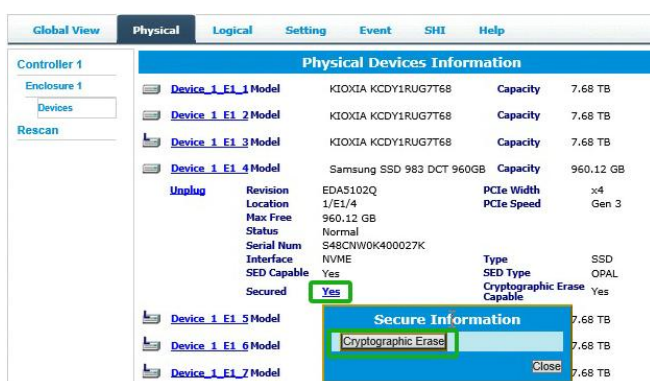 Global View Physical Logical Setting Event SHI Help
Controller 1
Enclosure 1
Devices
Rescan
Physical Devices Information
Device_1_E1_1 Model KIOXIA KCDY1RUG7T68 Capacity 7.68 TB
Device_1_E1_2 Model KIOXIA KCDY1RUG7T68 Capacity 7.68 TB
Device_1_E1_3 Model KIOXIA KCDY1RUG7T68 Capacity 7.68 TB
Device_1_E1_4 Model Samsung SSD 983 DCT 960GB Capacity 960.12 GB
Unplug Revision EDA5102Q PCIe Width x4
Location 1/E1/4 PCIe Speed Gen 3
Max Free 960.12 GB
Status Normal
Serial Num S48CNW0K400027K
Interface NVME Type SSD
SED Capable Yes SED Type OPAL
Secured Yes Cryptographic Erase Capable Yes
Device_1_E1_5 Model 7.68 TB
Device_1_E1_6 Model 7.68 TB
Device_1_E1_7 Model 7.68 TB
Secure Information
Cryptographic Erase
Close